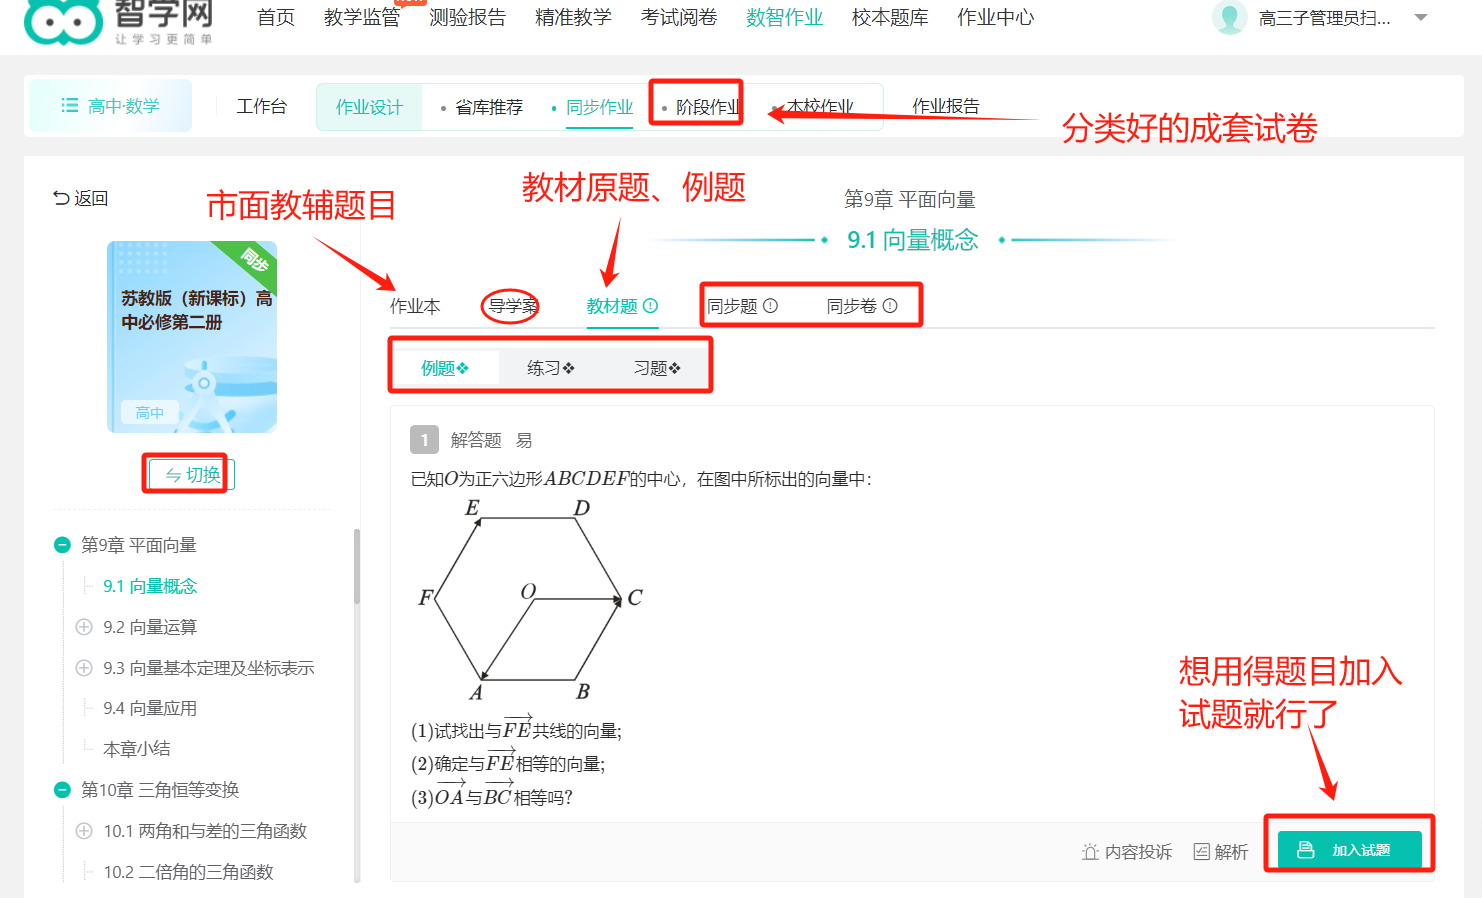 智学网
让学习更简单
首页 教学监管 测验报告 精准教学 考试阅卷 数智作业 校本题库 作业中心 高三子管理员扫...
高中·数学 工作台 作业设计 省库推荐 同步作业 阶段作业 本校作业 作业报告
分类好的成套试卷
返回
市面教辅题目
教材原题、例题
第9章 平面向量
9.1 向量概念
同步
苏教版（新课标）高
中必修第二册
高中
切换
作业本 导学案 教材题 同步题 同步卷
例题 练习 习题
1 解答题 易
已知O为正六边形ABCDEF的中心，在图中所标出的向量中：
E D
F O C
A B
(1)试找出与FE共线的向量；
(2)确定与FE相等的向量；
(3)OA与BC相等吗？
第9章 平面向量
9.1 向量概念
9.2 向量运算
9.3 向量基本定理及坐标表示
9.4 向量应用
本章小结
第10章 三角恒等变换
10.1 两角和与差的三角函数
10.2 二倍角的三角函数
想用得题目加入
试题就行了
内容投诉 解析 加入试题